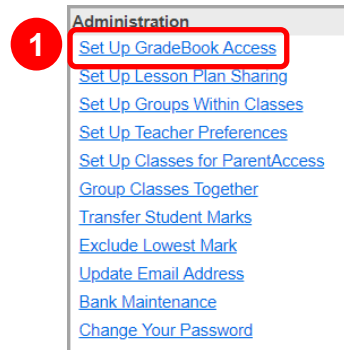 Administration
1 Set Up GradeBook Access
Set Up Lesson Plan Sharing
Set Up Groups Within Classes
Set Up Teacher Preferences
Set Up Classes for ParentAccess
Group Classes Together
Transfer Student Marks
Exclude Lowest Mark
Update Email Address
Bank Maintenance
Change Your Password